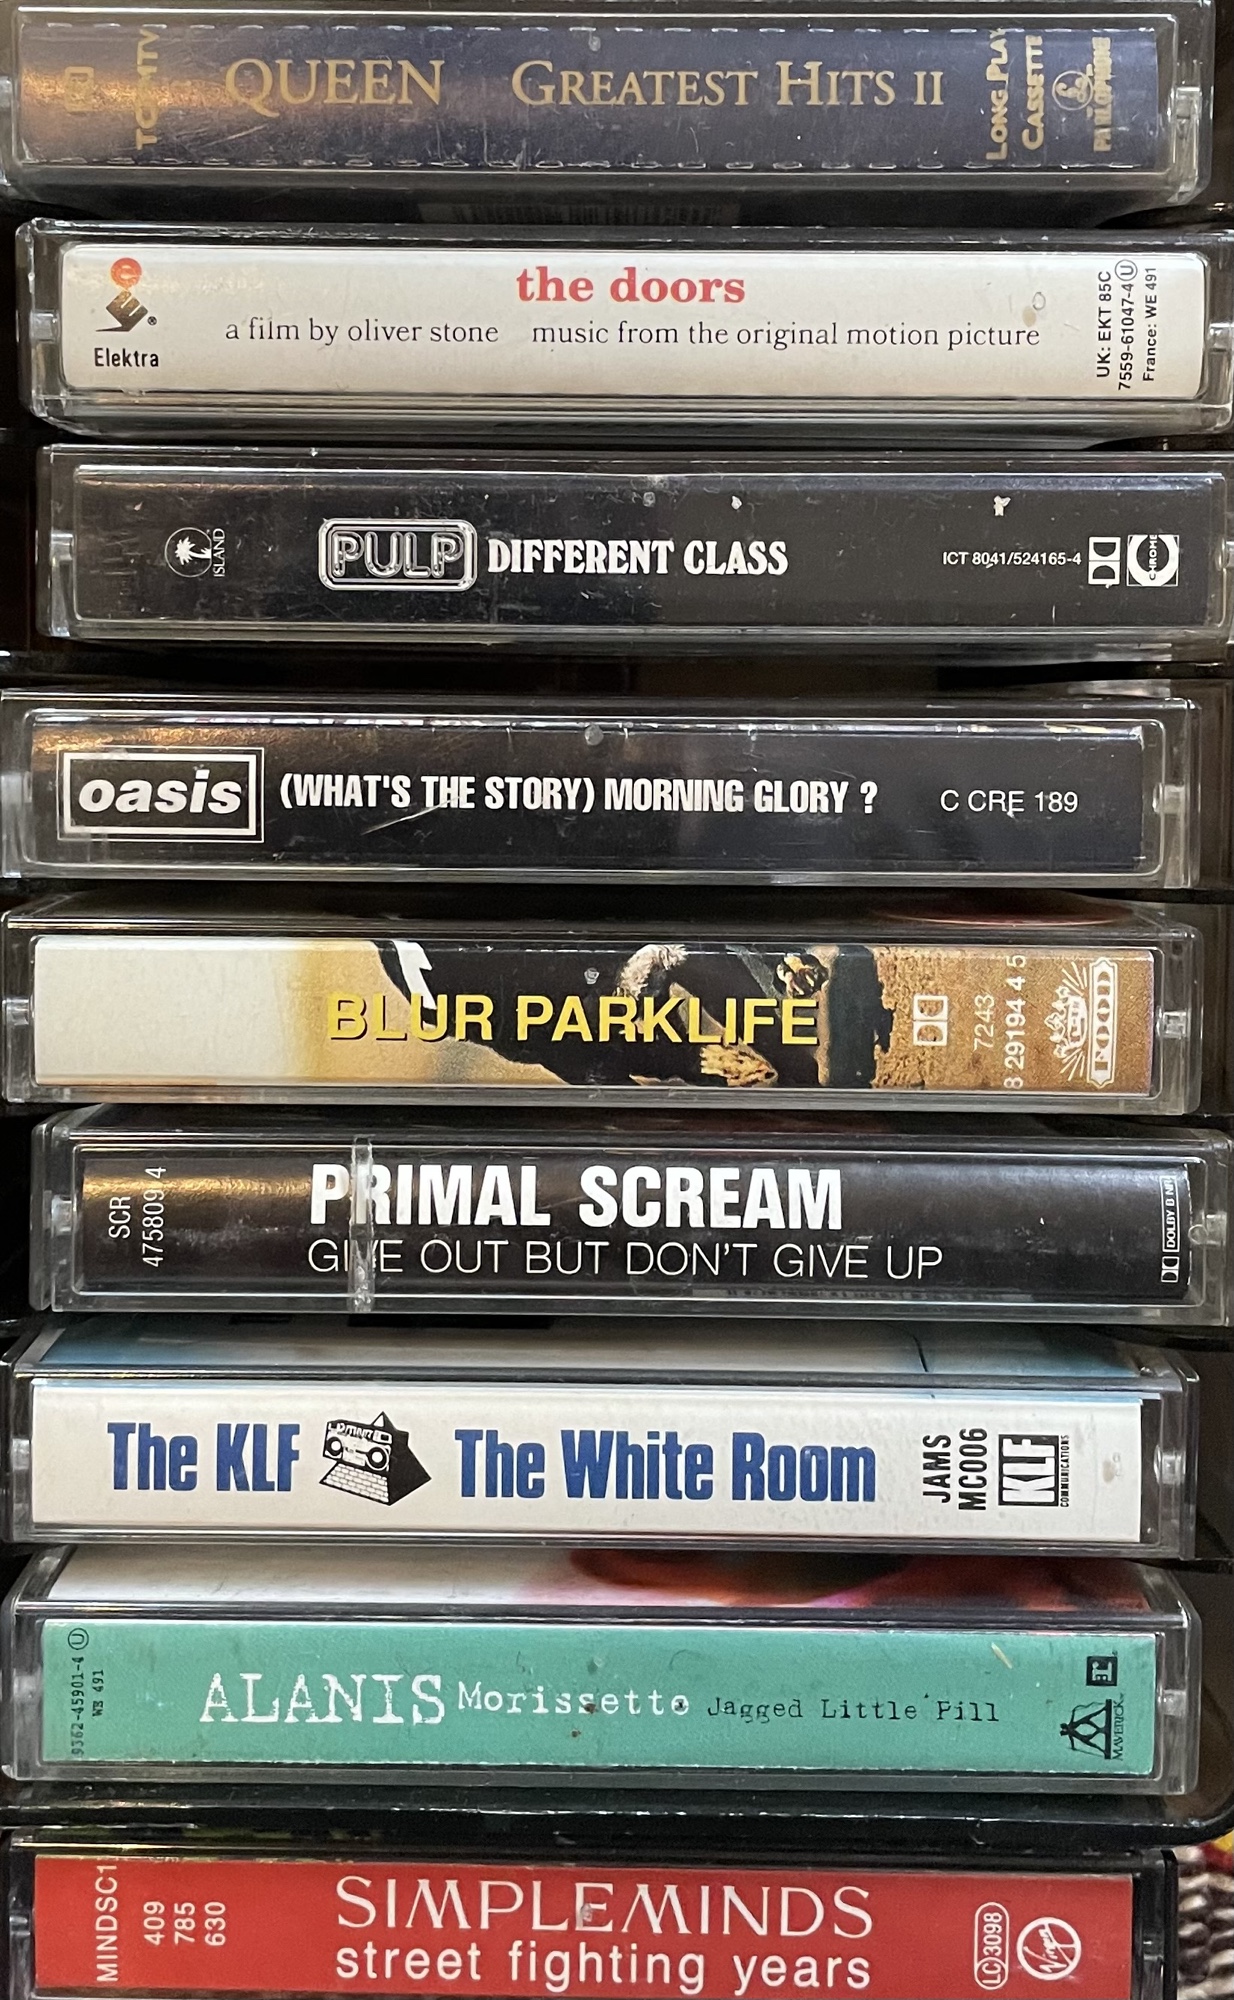 TC PMTV
QUEEN GREATEST HITS II
LONG PLAY
CASSETTE
PARLOPHONE
Elektra
the doors
a film by oliver stone music from the original motion picture
UK: EKT 85C
7559-61047-4 U
France: WE 491
ISLAND
PULP DIFFERENT CLASS
ICT 8041/524165-4
CHROME
oasis (WHAT'S THE STORY) MORNING GLORY ? C CRE 189
BLUR PARKLIFE
7243
8 29194 4 5
FOOD
SCR
475809 4
PRIMAL SCREAM
GIVE OUT BUT DON'T GIVE UP
DOLBY B NR
The KLF The White Room
JAMS
MC006
KLF
COMMUNICATIONS
9362-45901-4 U
WE 491
ALANIS Morissette Jagged Little Pill
MAVERICK
MINDSC1
409
785
630
SIMPLE MINDS
street fighting years
LC 3098
Virgin